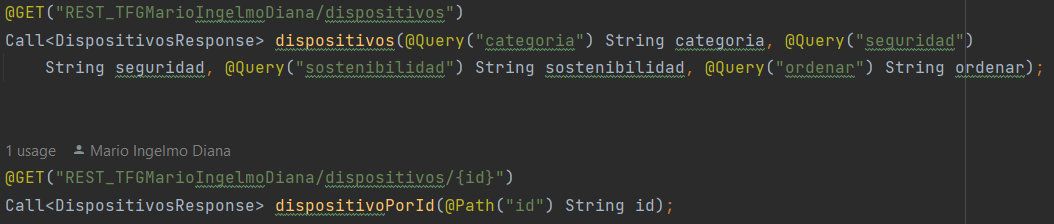 @GET("REST_TFGMarioIngelmoDiana/dispositivos")
Call<DispositivosResponse> dispositivos(@Query("categoria") String categoria, @Query("seguridad")
    String seguridad, @Query("sostenibilidad") String sostenibilidad, @Query("ordenar") String ordenar);
1 usage Mario Ingelmo Diana
@GET("REST_TFGMarioIngelmoDiana/dispositivos/{id}")
Call<DispositivosResponse> dispositivoPorId(@Path("id") String id);